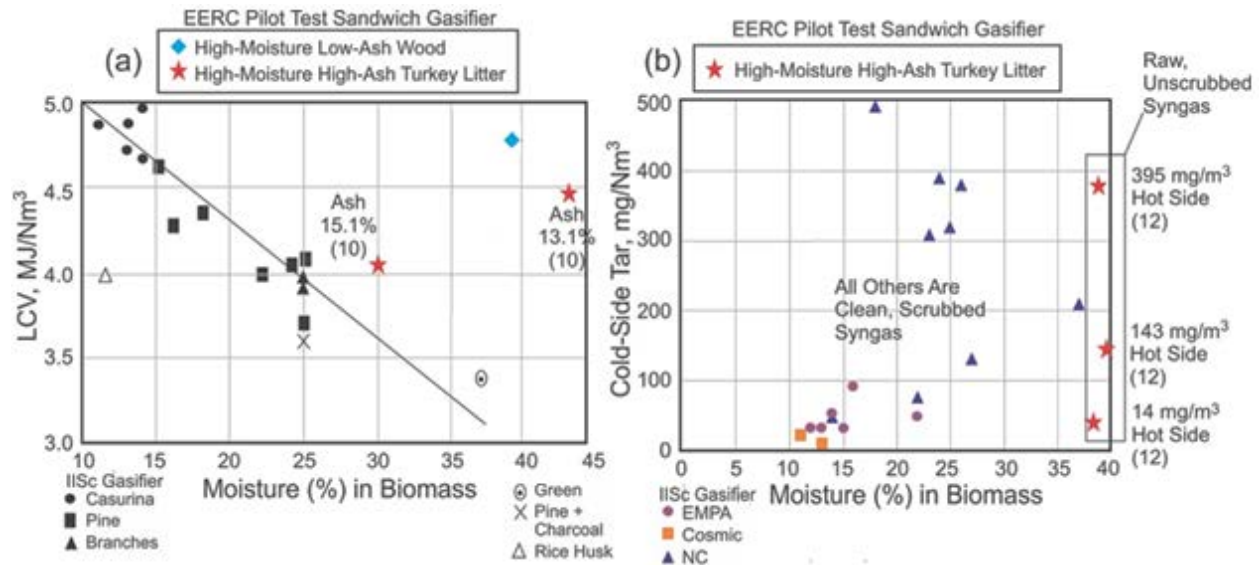 EERC Pilot Test Sandwich Gasifier
(a)
High-Moisture Low-Ash Wood
High-Moisture High-Ash Turkey Litter
5.0
4.5
4.0
3.5
3.0
LCV, MJ/Nm³
Ash
15.1%
(10)
Ash
13.1%
(10)
10
15
20
25
30
35
40
45
Moisture (%) in Biomass
IISc Gasifier
Casurina
Pine
Branches
Green
Pine +
Charcoal
Rice Husk
EERC Pilot Test Sandwich Gasifier
(b)
High-Moisture High-Ash Turkey Litter
Raw,
Unscrubbed
Syngas
500
400
300
200
100
0
Cold-Side Tar, mg/Nm³
All Others Are
Clean, Scrubbed
Syngas
395 mg/m³
Hot Side
(12)
143 mg/m³
Hot Side
(12)
14 mg/m³
Hot Side
(12)
0
5
10
15
22
25
30
35
40
Moisture (%) in Biomass
IISc Gasifier
EMPA
Cosmic
NC